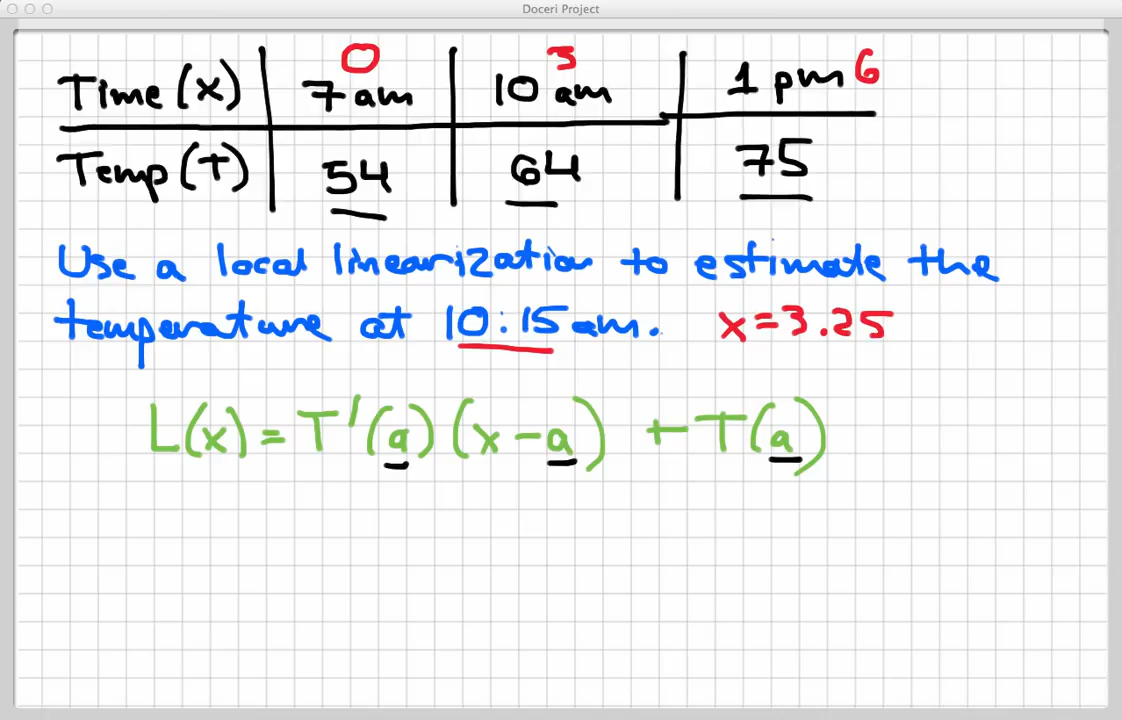 Doceri Project
0 3
Time (x) 7 am 10 am 1 pm 6
Temp (T) 54 64 75
Use a local linearization to estimate the
temperature at 10:15 am. x=3.25
L(x) = T'(a)(x-a) + T(a)